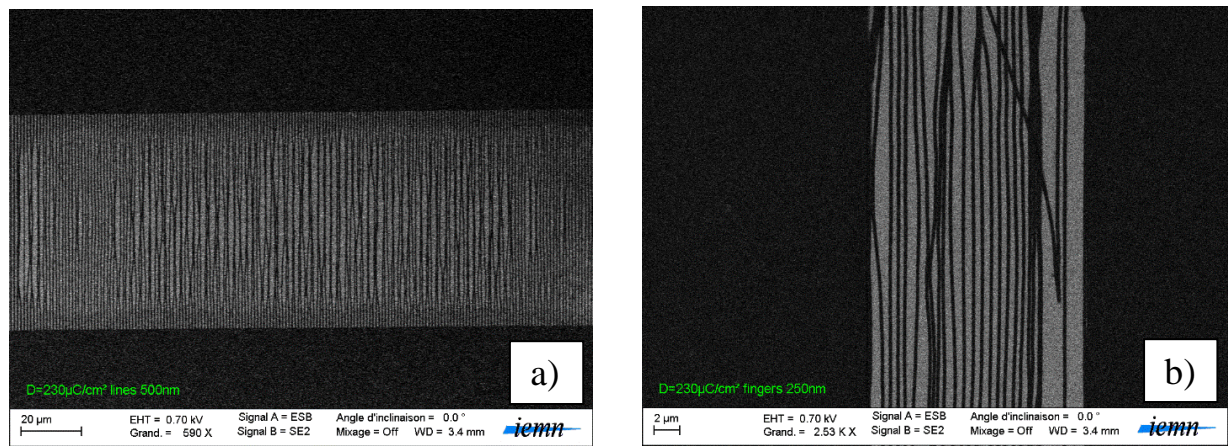 D=230µC/cm² lines 500nm
a)
20 µm
EHT = 0.70 kV
Signal A = ESB
Angle d'inclinaison = 0.0 °
Grand. = 590 X
Signal B = SE2
Mixage = Off
WD = 3.4 mm
iemn
D=230µC/cm² fingers 250nm
b)
2 µm
EHT = 0.70 kV
Signal A = ESB
Angle d'inclinaison = 0.0 °
Grand. = 2.53 K X
Signal B = SE2
Mixage = Off
WD = 3.4 mm
iemn